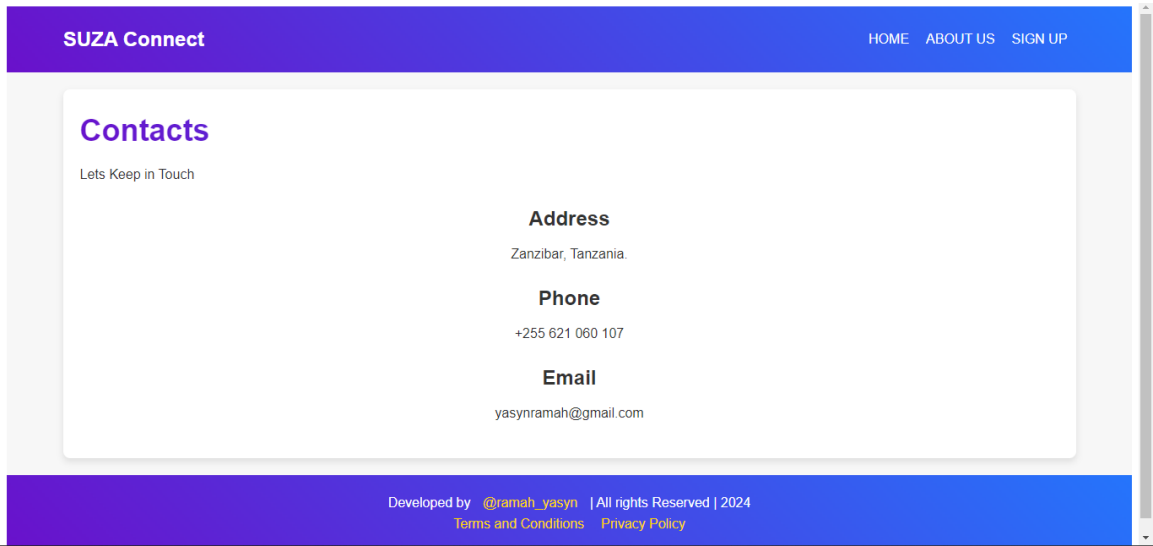 SUZA Connect
HOME ABOUT US SIGN UP
Contacts
Lets Keep in Touch
Address
Zanzibar, Tanzania.
Phone
+255 621 060 107
Email
yasynramah@gmail.com
Developed by @ramah_yasyn | All rights Reserved | 2024
Terms and Conditions Privacy Policy